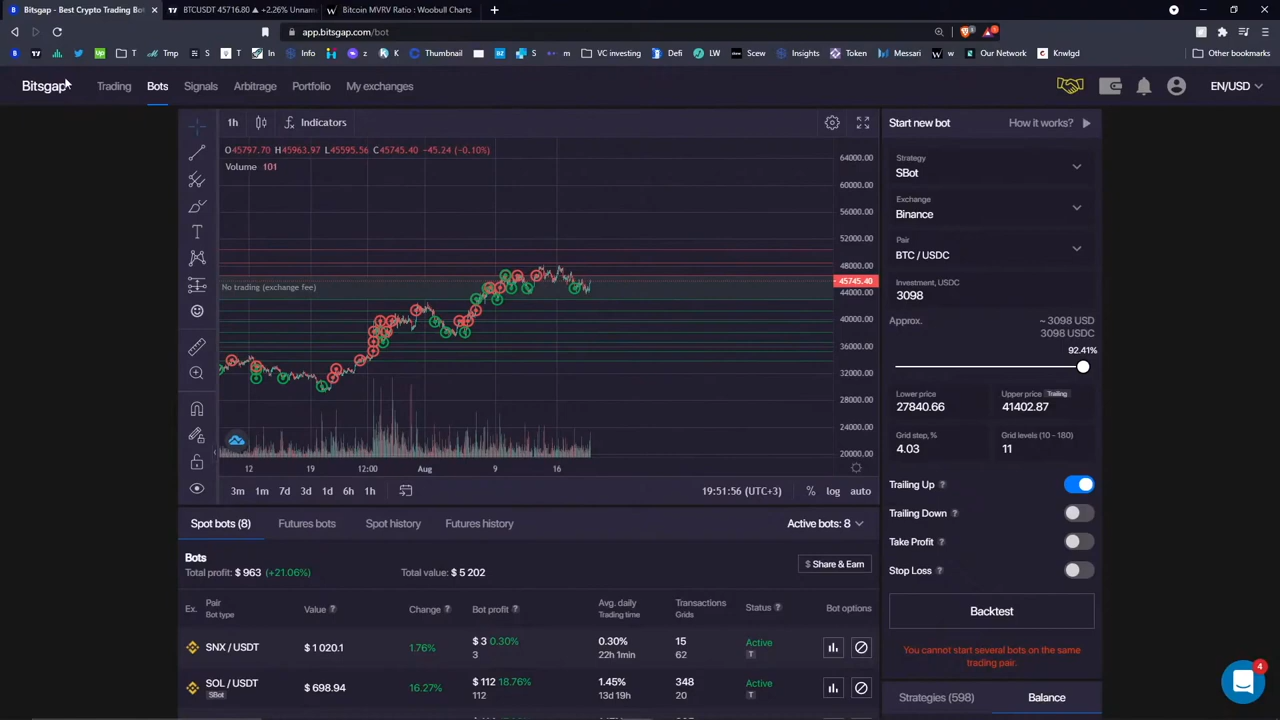 Bitsgap - Best Crypto Trading Bot
BTCUSDT 45716.80 ▲ +2.26% Unnam
Bitcoin MVRV Ratio : Woobull Charts
app.bitsgap.com/bot
T
Tmp
S
T
In
Info
m
K
Thumbnail
VC investing
Defi
LW
Scew
Insights
Token
Messari
w
Our Network
Knwlgd
Other bookmarks
Bitsgap
Trading
Bots
Signals
Arbitrage
Portfolio
My exchanges
EN/USD
1h
Indicators
O45797.70 H45963.97 L45595.56 C45745.40 -45.24 (-0.10%)
Volume 101
64000.00
60000.00
56000.00
52000.00
48000.00
45745.40
44000.00
40000.00
36000.00
32000.00
28000.00
24000.00
20000.00
No trading (exchange fee)
12 19 12:00 Aug 9 16
3m 1m 7d 3d 1d 6h 1h
19:51:56 (UTC+3)
% log auto
Start new bot
How it works?
Strategy
SBot
Exchange
Binance
Pair
BTC / USDC
Investment, USDC
3098
Approx.
~ 3098 USD
3098 USDC
92.41%
Lower price
27840.66
Upper price Trailing
41402.87
Grid step, %
4.03
Grid levels (10 - 180)
11
Trailing Up ?
Trailing Down ?
Take Profit ?
Stop Loss ?
Backtest
You cannot start several bots on the same
trading pair.
Strategies (598)
Balance
4
Spot bots (8)
Futures bots
Spot history
Futures history
Active bots: 8
Bots
Total profit: $ 963 (+21.06%)
Total value: $ 5 202
$ Share & Earn
Ex.
Pair
Bot type
Value ?
Change ?
Bot profit ?
Avg. daily
Trading time
Transactions
Grids
Status ?
Bot options
SNX / USDT
$ 1 020.1
1.76%
$ 3 0.30%
3
0.30%
22h 1min
15
62
Active
T
SOL / USDT
SBot
$ 698.94
16.27%
$ 112 18.76%
112
1.45%
13d 19h
348
20
Active
T